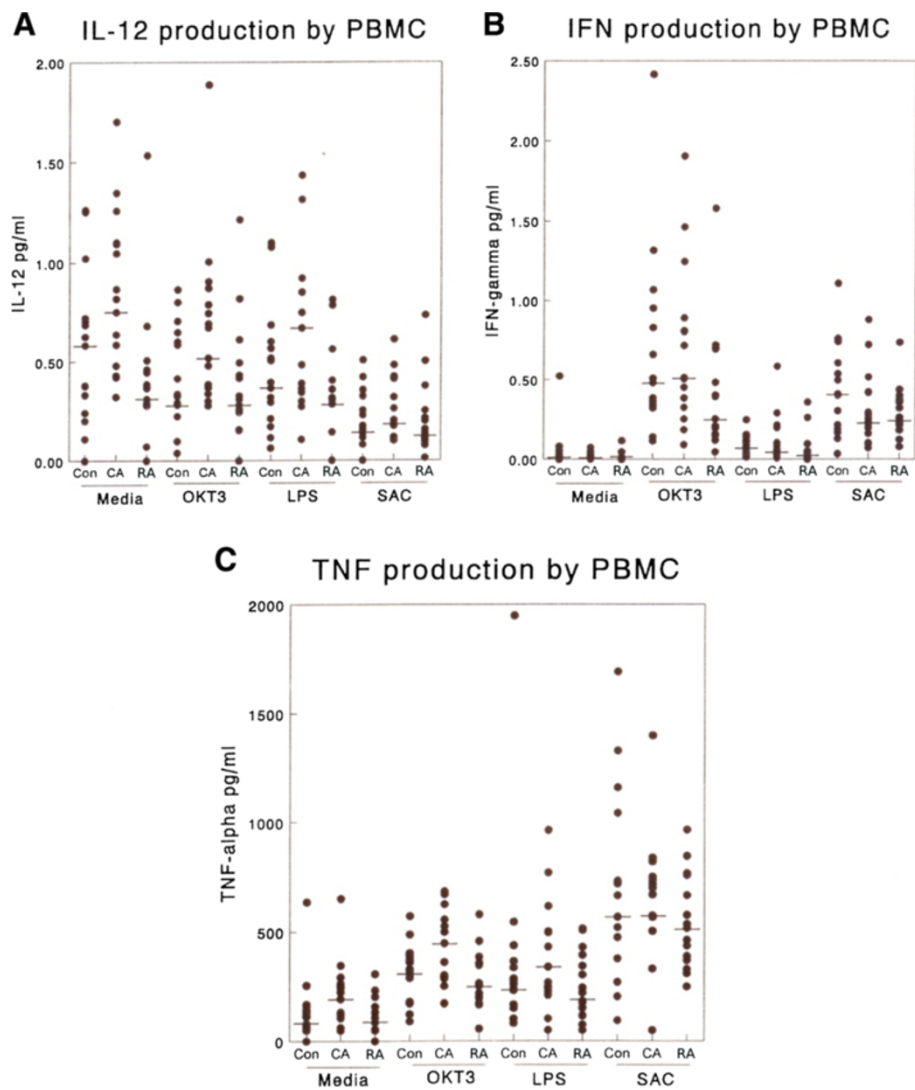 A
IL-12 production by PBMC
2.00
1.50
1.00
0.50
0.00
IL-12 pg/ml
Con CA RA Con CA RA Con CA RA Con CA RA
Media OKT3 LPS SAC
B
IFN production by PBMC
2.50
2.00
1.50
1.00
0.50
0.00
IFN-gamma pg/ml
Con CA RA Con CA RA Con CA RA Con CA RA
Media OKT3 LPS SAC
C
TNF production by PBMC
2000
1500
1000
500
0
TNF-alpha pg/ml
Con CA RA Con CA RA Con CA RA Con CA RA
Media OKT3 LPS SAC